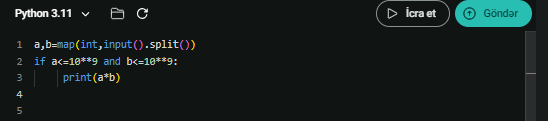 Python 3.11 İcra et Göndər
1 a,b=map(int,input().split())
2 if a<=10**9 and b<=10**9:
3 print(a*b)
4
5